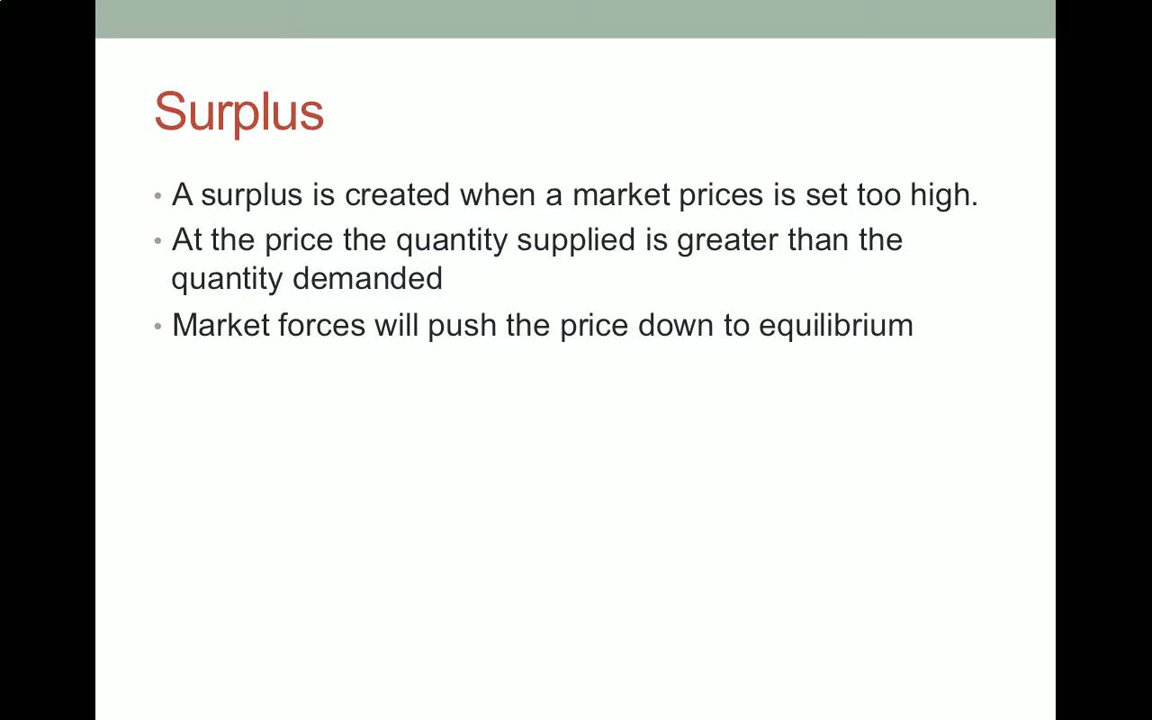 Surplus
• A surplus is created when a market prices is set too high.
• At the price the quantity supplied is greater than the
quantity demanded
• Market forces will push the price down to equilibrium